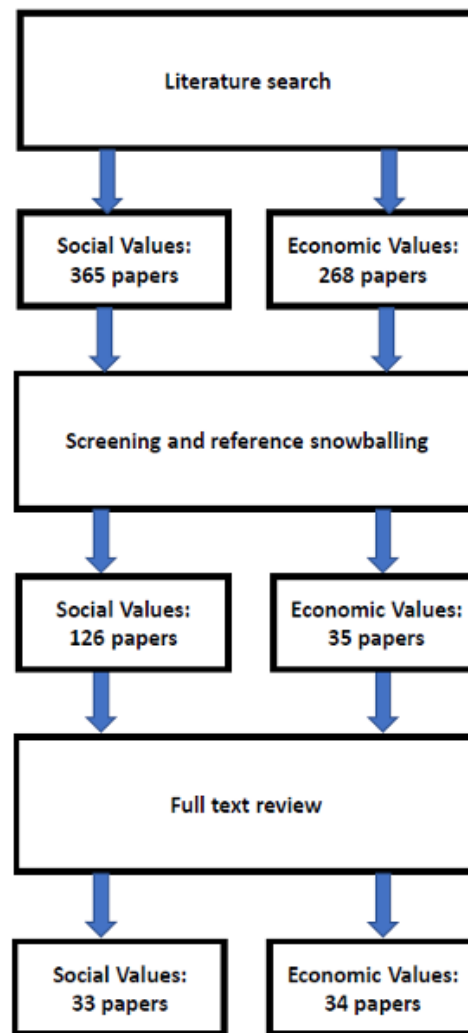 Literature search
Social Values:
365 papers
Economic Values:
268 papers
Screening and reference snowballing
Social Values:
126 papers
Economic Values:
35 papers
Full text review
Social Values:
33 papers
Economic Values:
34 papers